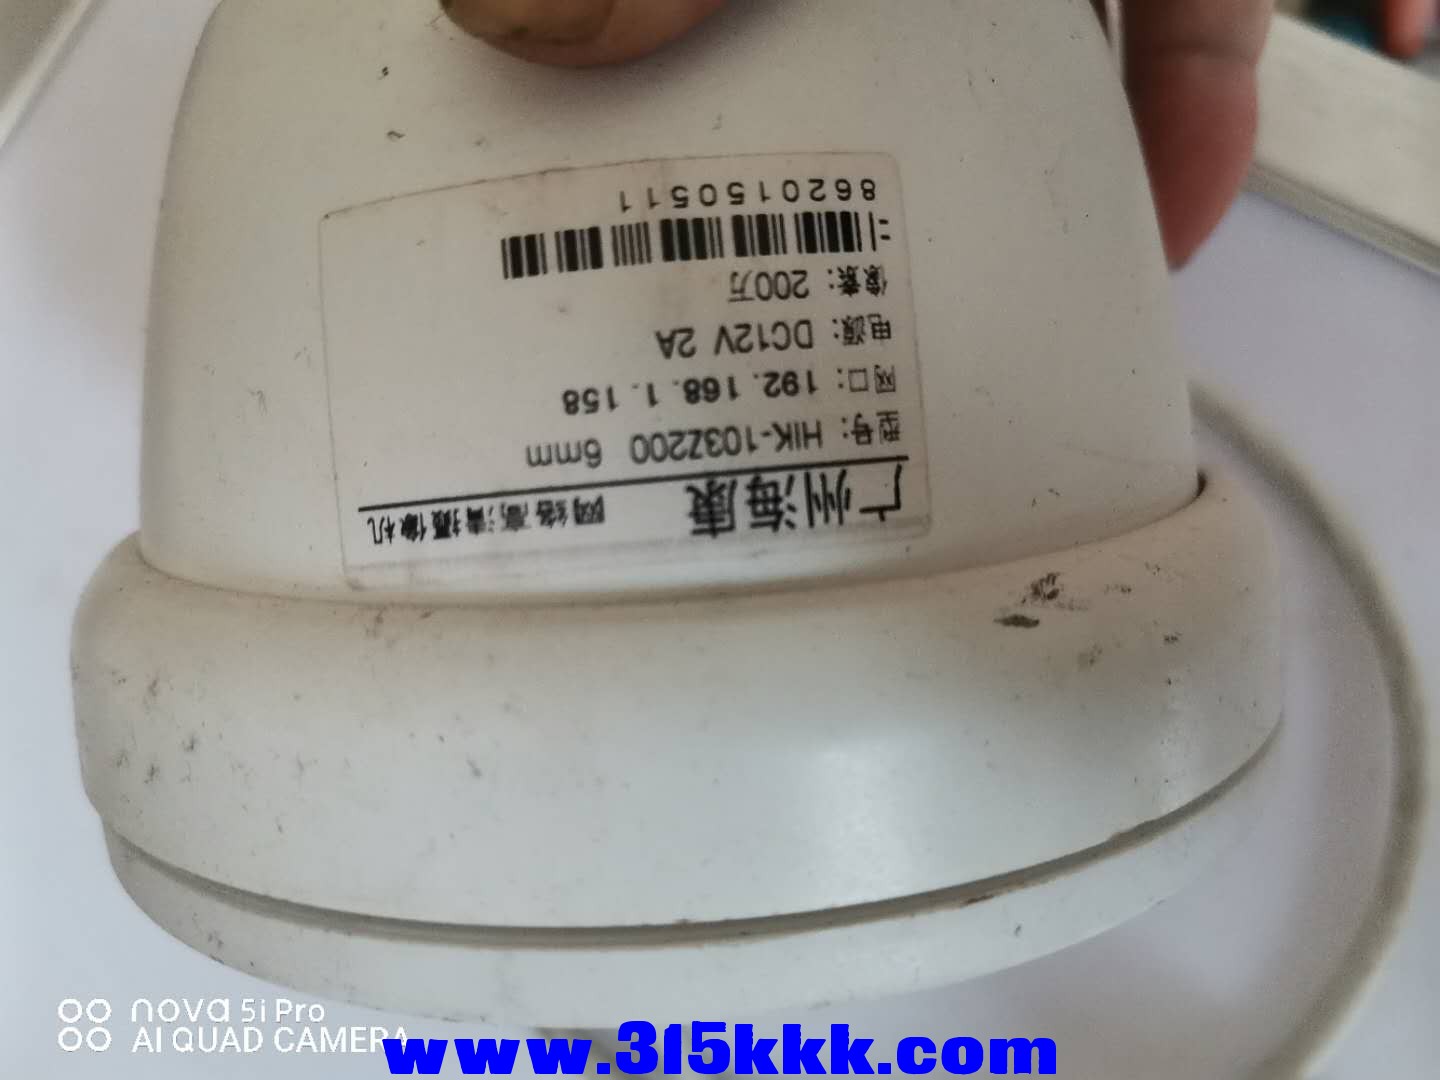 广州海康 网络高清摄像机
型号: HIK-103Z200 6mm
网口: 192.168.1.158
电源: DC12V 2A
像素: 200万
8620150511
nova 5i Pro
AI QUAD CAMERA
www.315kkk.com